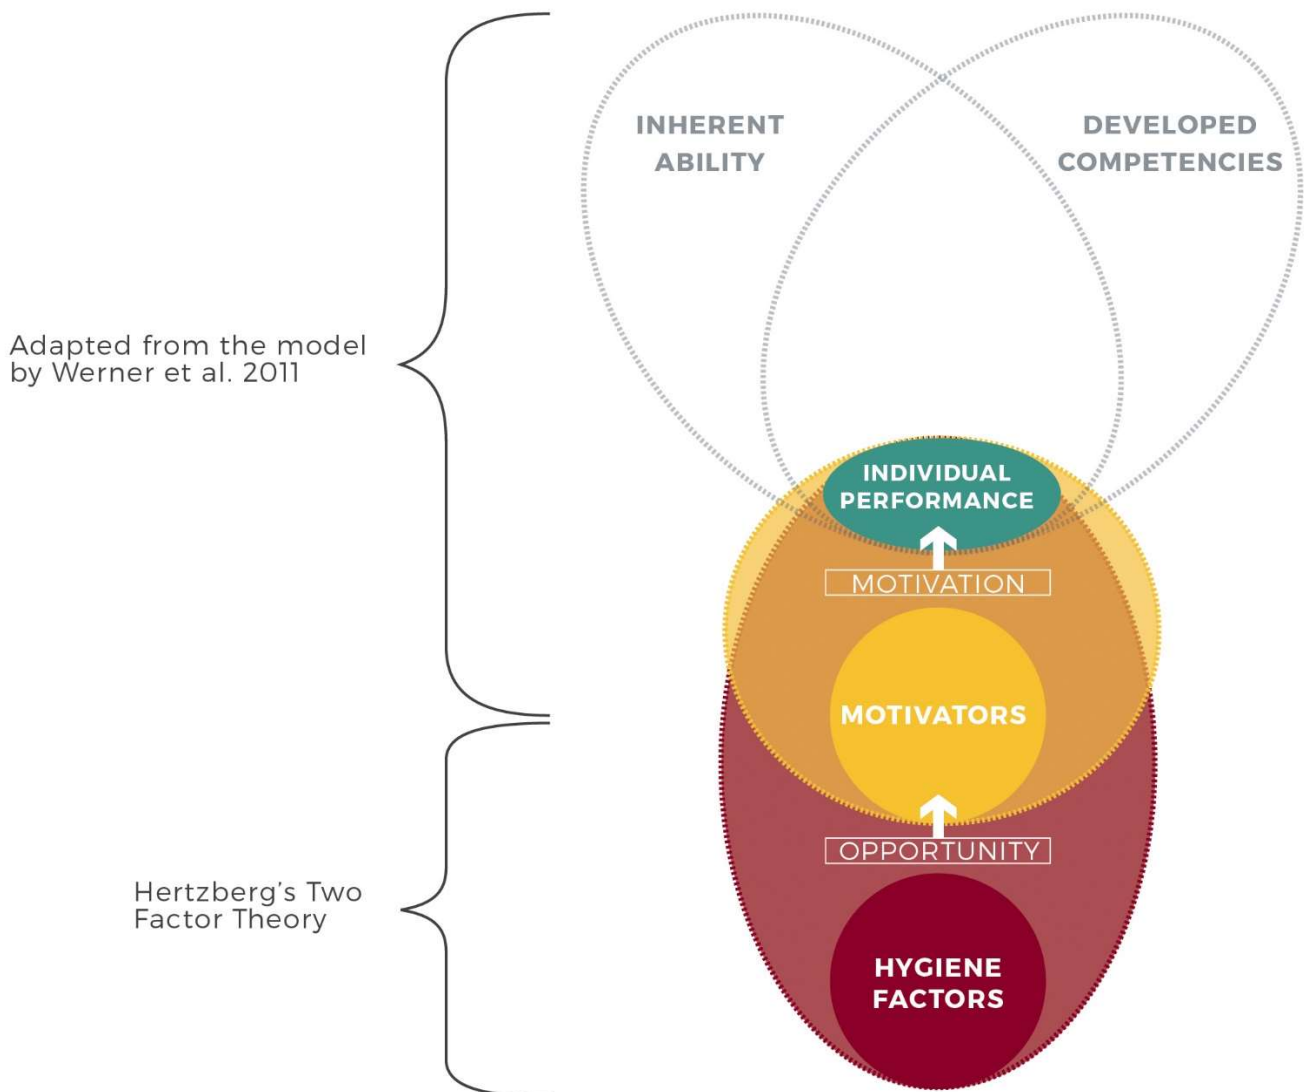 INHERENT
ABILITY
DEVELOPED
COMPETENCIES
Adapted from the model
by Werner et al. 2011
INDIVIDUAL
PERFORMANCE
MOTIVATION
MOTIVATORS
OPPORTUNITY
Hertzberg's Two
Factor Theory
HYGIENE
FACTORS